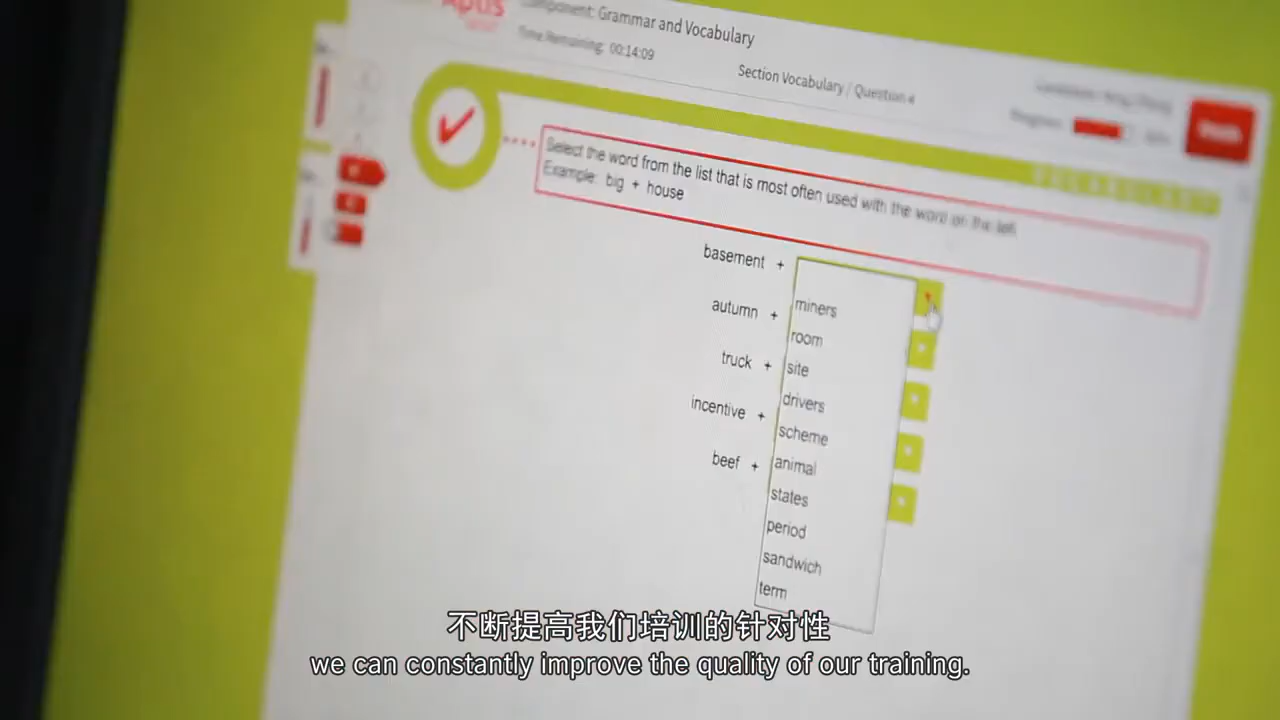 Aptis
Component: Grammar and Vocabulary
Time Remaining: 00:14:09
Section Vocabulary / Question 4
Select the word from the list that is most often used with the word on the left.
Example: big + house
basement +
autumn +
truck +
incentive +
beef +
miners
room
site
drivers
scheme
animal
states
period
sandwich
term
不断提高我们培训的针对性
we can constantly improve the quality of our training.